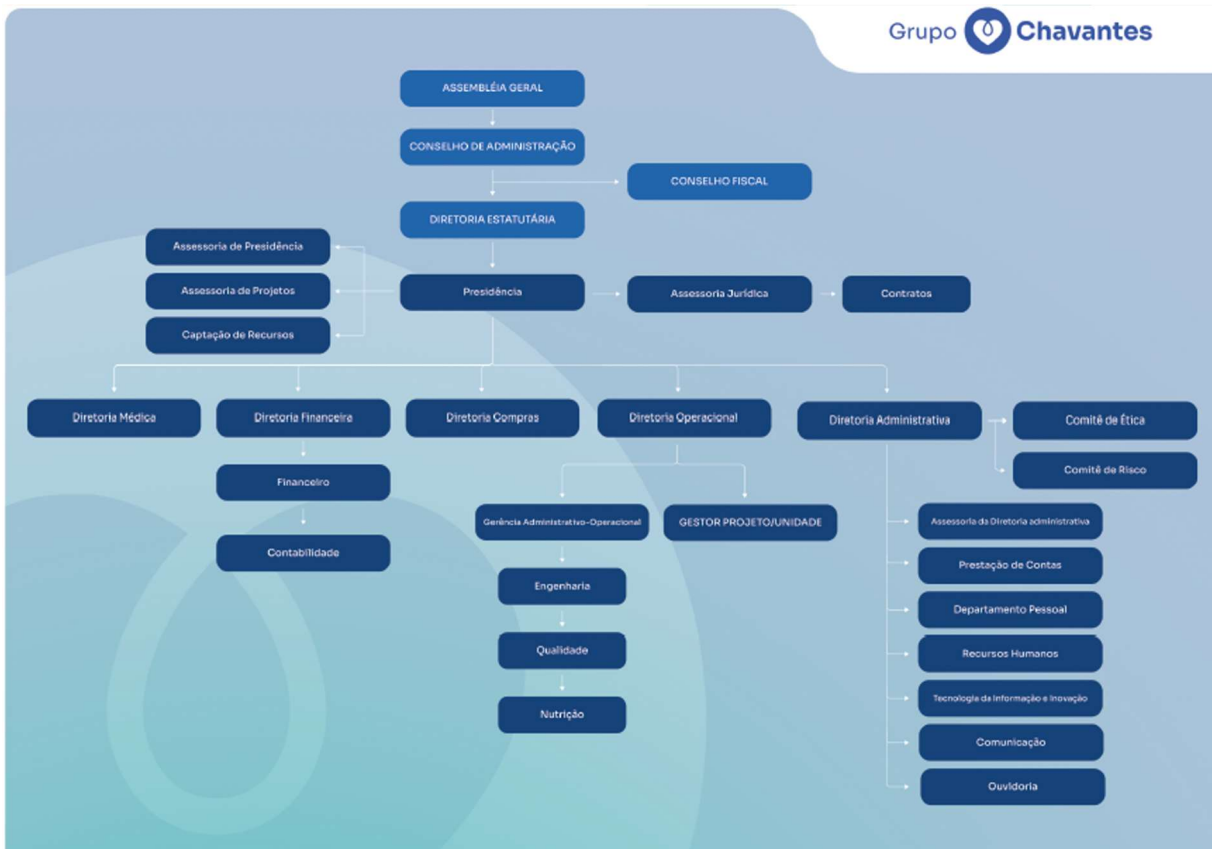 Grupo Chavantes
ASSEMBLÉIA GERAL
CONSELHO DE ADMINISTRAÇÃO
CONSELHO FISCAL
DIRETORIA ESTATUTÁRIA
Assessoria de Presidência
Assessoria de Projetos
Captação de Recursos
Presidência
Assessoria Jurídica
Contratos
Diretoria Médica
Diretoria Financeira
Diretoria Compras
Diretoria Operacional
Diretoria Administrativa
Comitê de Ética
Comitê de Risco
Financeiro
Contabilidade
Gerência Administrativo-Operacional
GESTOR PROJETO/UNIDADE
Engenharia
Qualidade
Nutrição
Assessoria da Diretoria administrativa
Prestação de Contas
Departamento Pessoal
Recursos Humanos
Tecnologia da Informação e Inovação
Comunicação
Ouvidoria